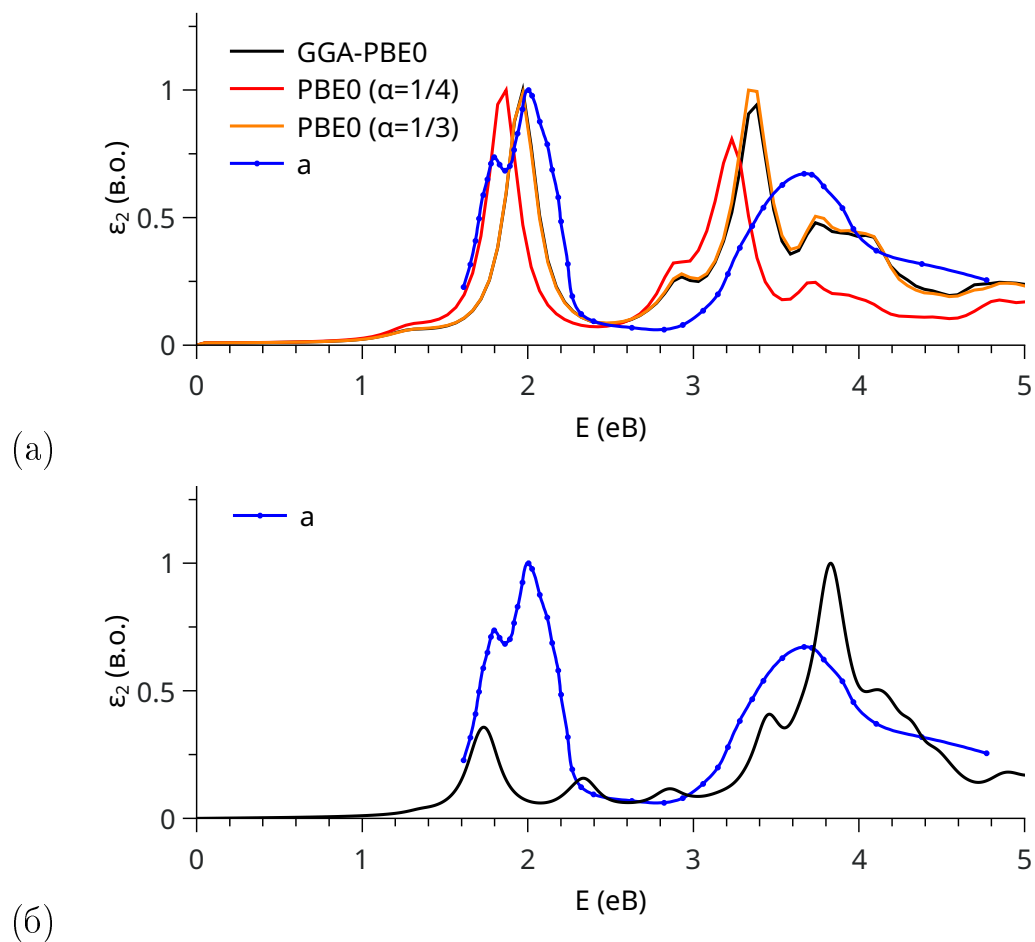 GGA-PBE0
PBE0 (α=1/4)
PBE0 (α=1/3)
a
ε₂ (в.о.)
1
0.5
0
0 1 2 3 4 5
E (еВ)
(а)
a
ε₂ (в.о.)
1
0.5
0
0 1 2 3 4 5
E (еВ)
(б)